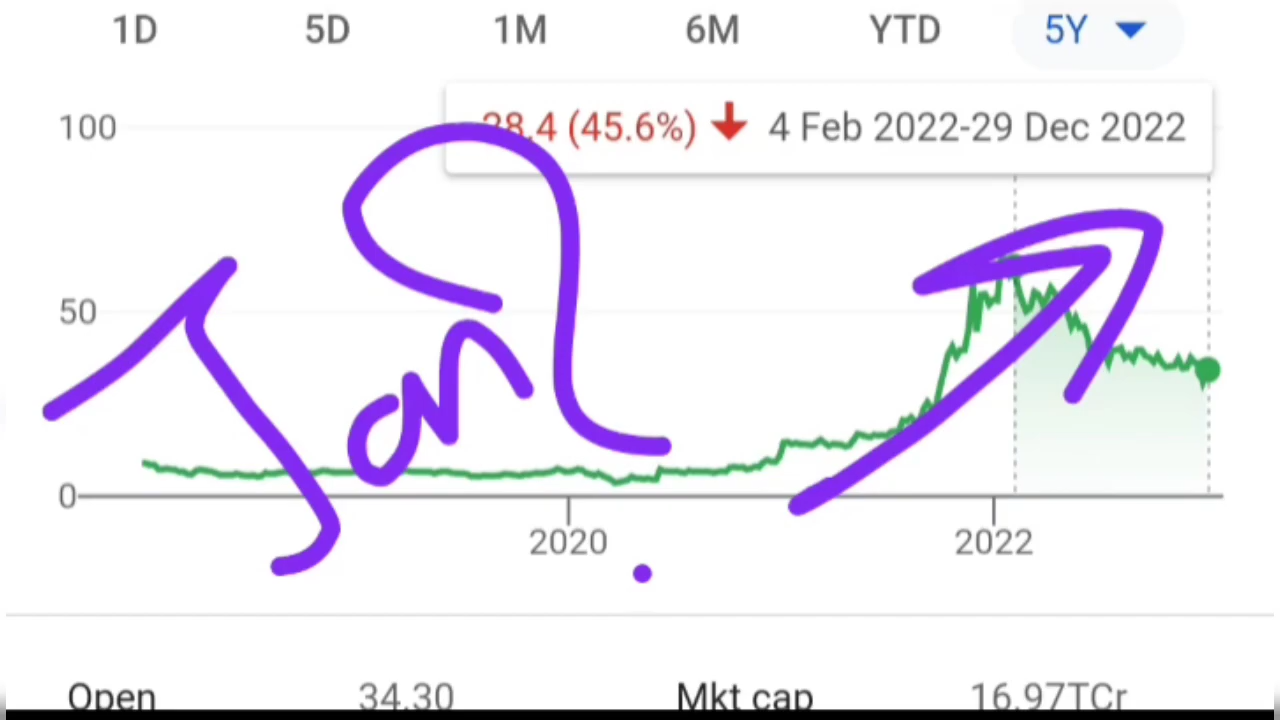 1D 5D 1M 6M YTD 5Y
28.4 (45.6%) 4 Feb 2022-29 Dec 2022
100
50
Jan?
0
2020 2022
Open 34.30 Mkt cap 16.97TCr